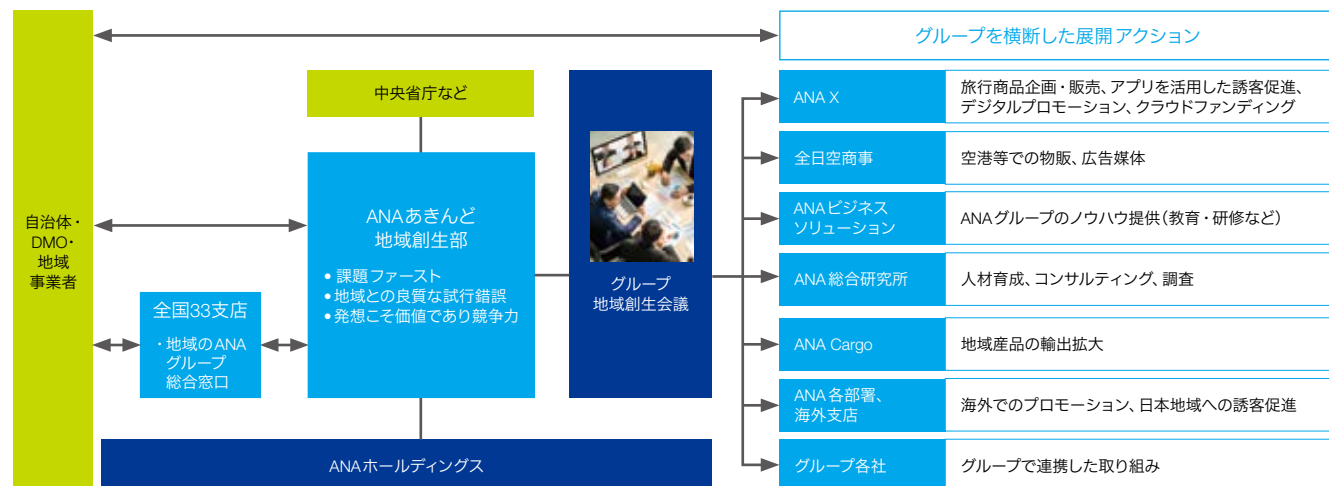 自治体・
DMO・
地域
事業者
中央省庁など
ANAあきんど
地域創生部
• 課題ファースト
• 地域との良質な試行錯誤
• 発想こそ価値であり競争力
全国33支店
・地域のANA
グループ
総合窓口
グループ
地域創生会議
ANAホールディングス
グループを横断した展開アクション
ANA X
旅行商品企画・販売、アプリを活用した誘客促進、
デジタルプロモーション、クラウドファンディング
全日空商事
空港等での物販、広告媒体
ANAビジネス
ソリューション
ANAグループのノウハウ提供（教育・研修など）
ANA総合研究所
人材育成、コンサルティング、調査
ANA Cargo
地域産品の輸出拡大
ANA各部署、
海外支店
海外でのプロモーション、日本地域への誘客促進
グループ各社
グループで連携した取り組み